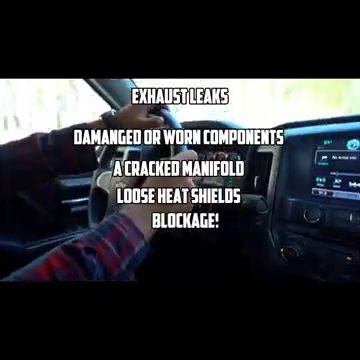 EXHAUST LEAKS
DAMANGED OR WORN COMPONENTS
A CRACKED MANIFOLD
LOOSE HEAT SHIELDS
BLOCKAGE!